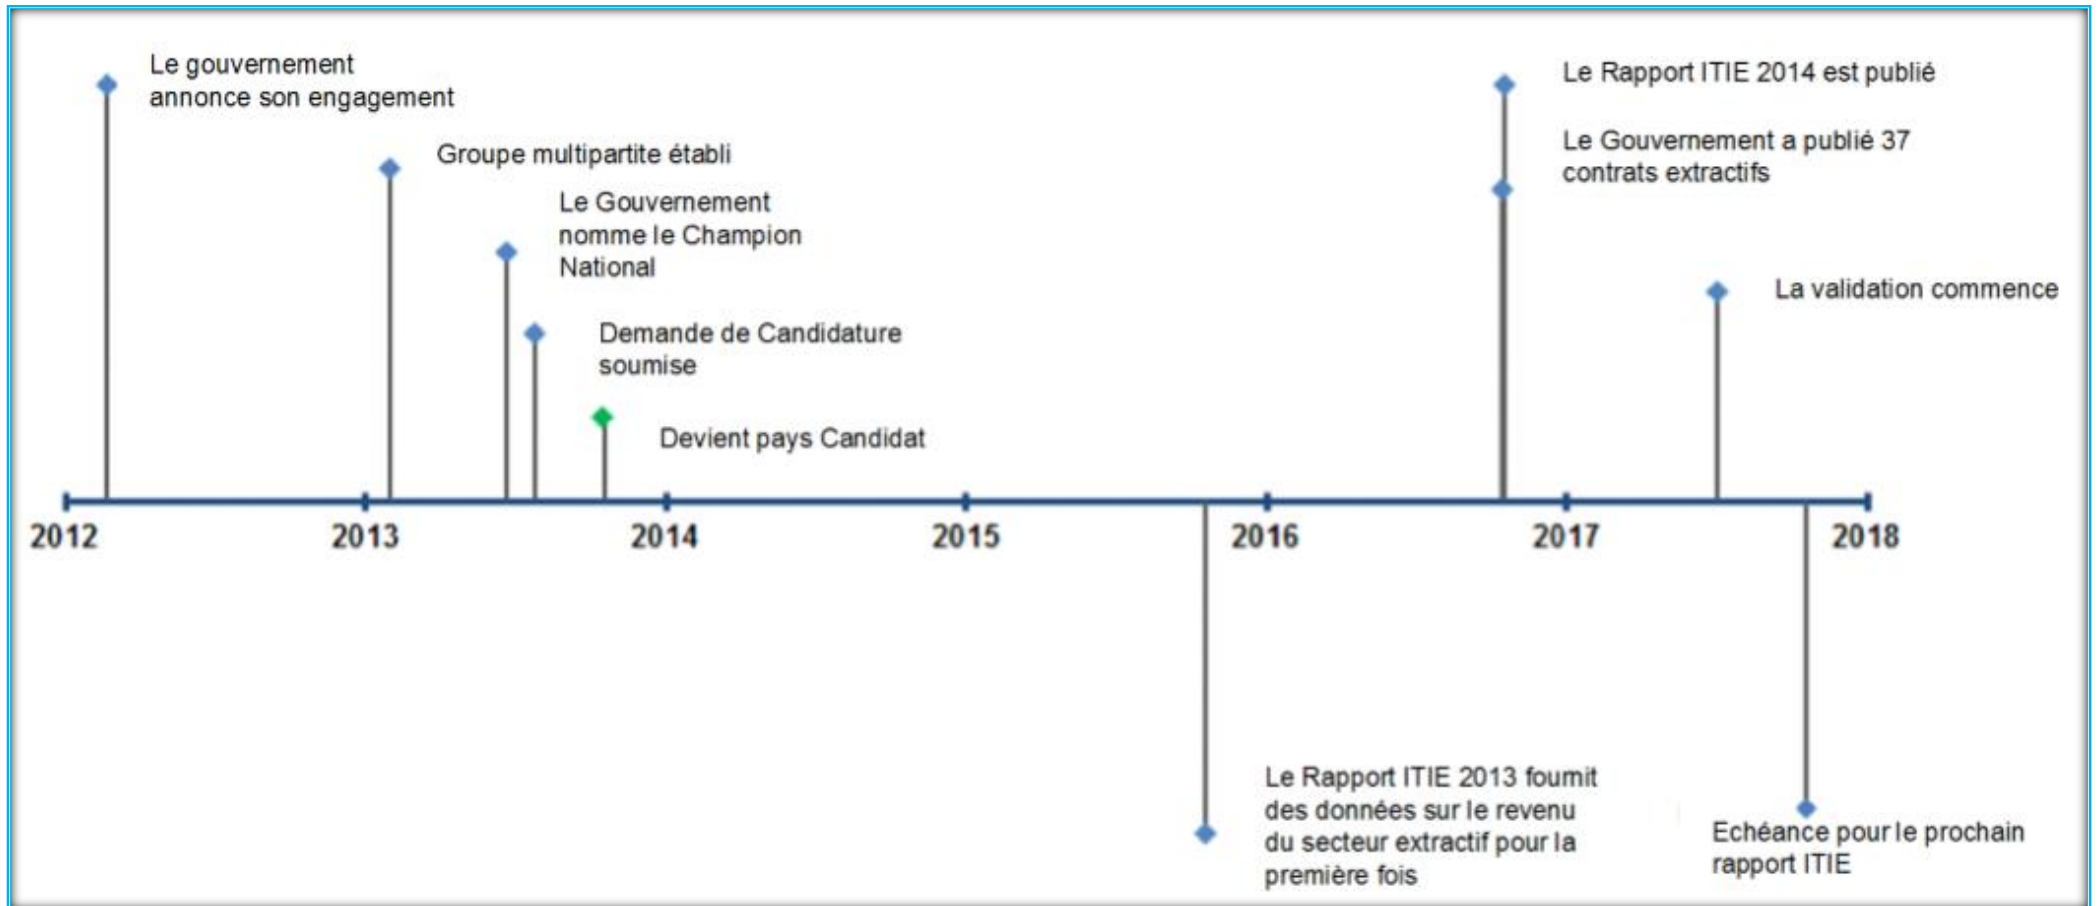 Le gouvernement
annonce son engagement
Groupe multipartite établi
Le Gouvernement
nomme le Champion
National
Demande de Candidature
soumise
Devient pays Candidat
Le Rapport ITIE 2014 est publié
Le Gouvernement a publié 37
contrats extractifs
La validation commence
2012
2013
2014
2015
2016
2017
2018
Le Rapport ITIE 2013 fournit
des données sur le revenu
du secteur extractif pour la
première fois
Echéance pour le prochain
rapport ITIE